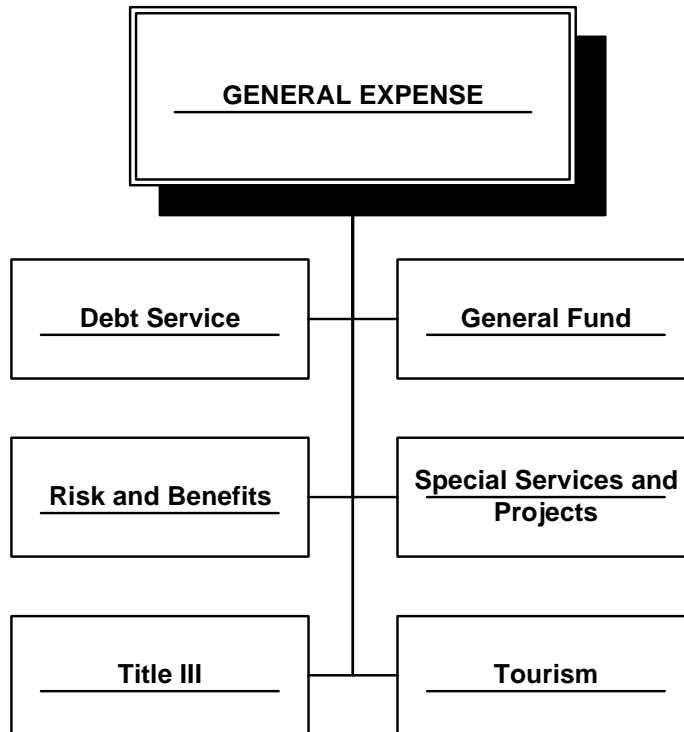 GENERAL EXPENSE
Debt Service
General Fund
Risk and Benefits
Special Services and
Projects
Title III
Tourism